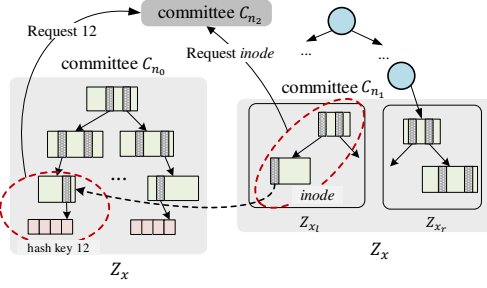 committee C_{n_2}
Request 12
Request inode
...
...
committee C_{n_0}
committee C_{n_1}
...
inode
hash key 12
Z_{x_l}
Z_{x_r}
Z_x
Z_x